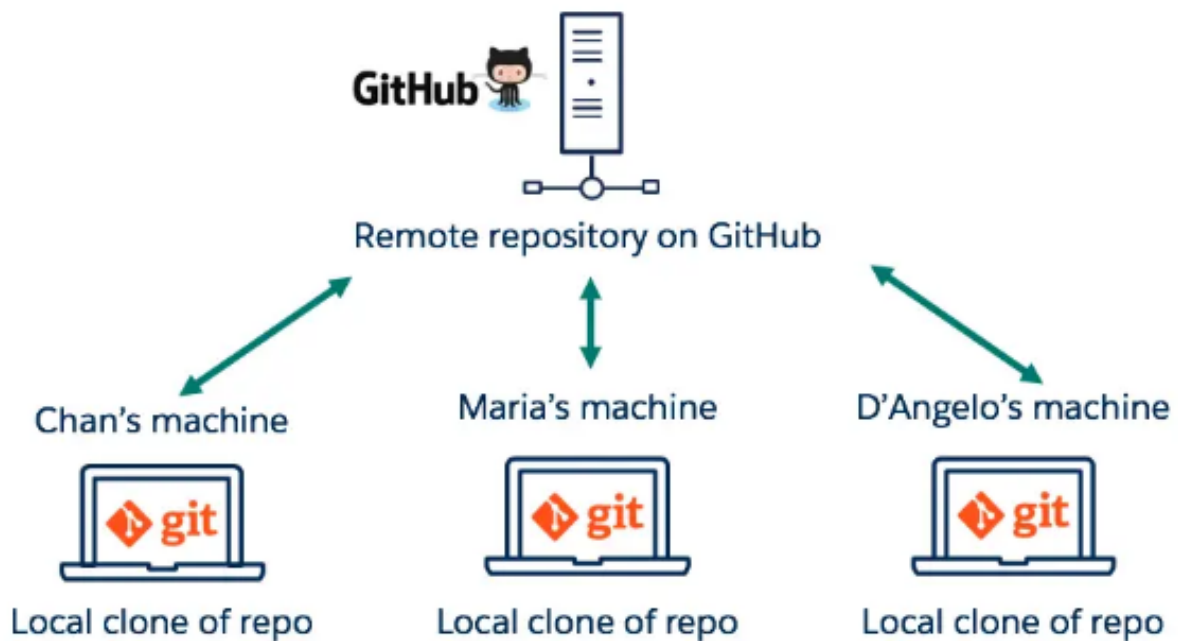 GitHub
Remote repository on GitHub
Chan’s machine
Maria’s machine
D’Angelo’s machine
git
git
git
Local clone of repo
Local clone of repo
Local clone of repo